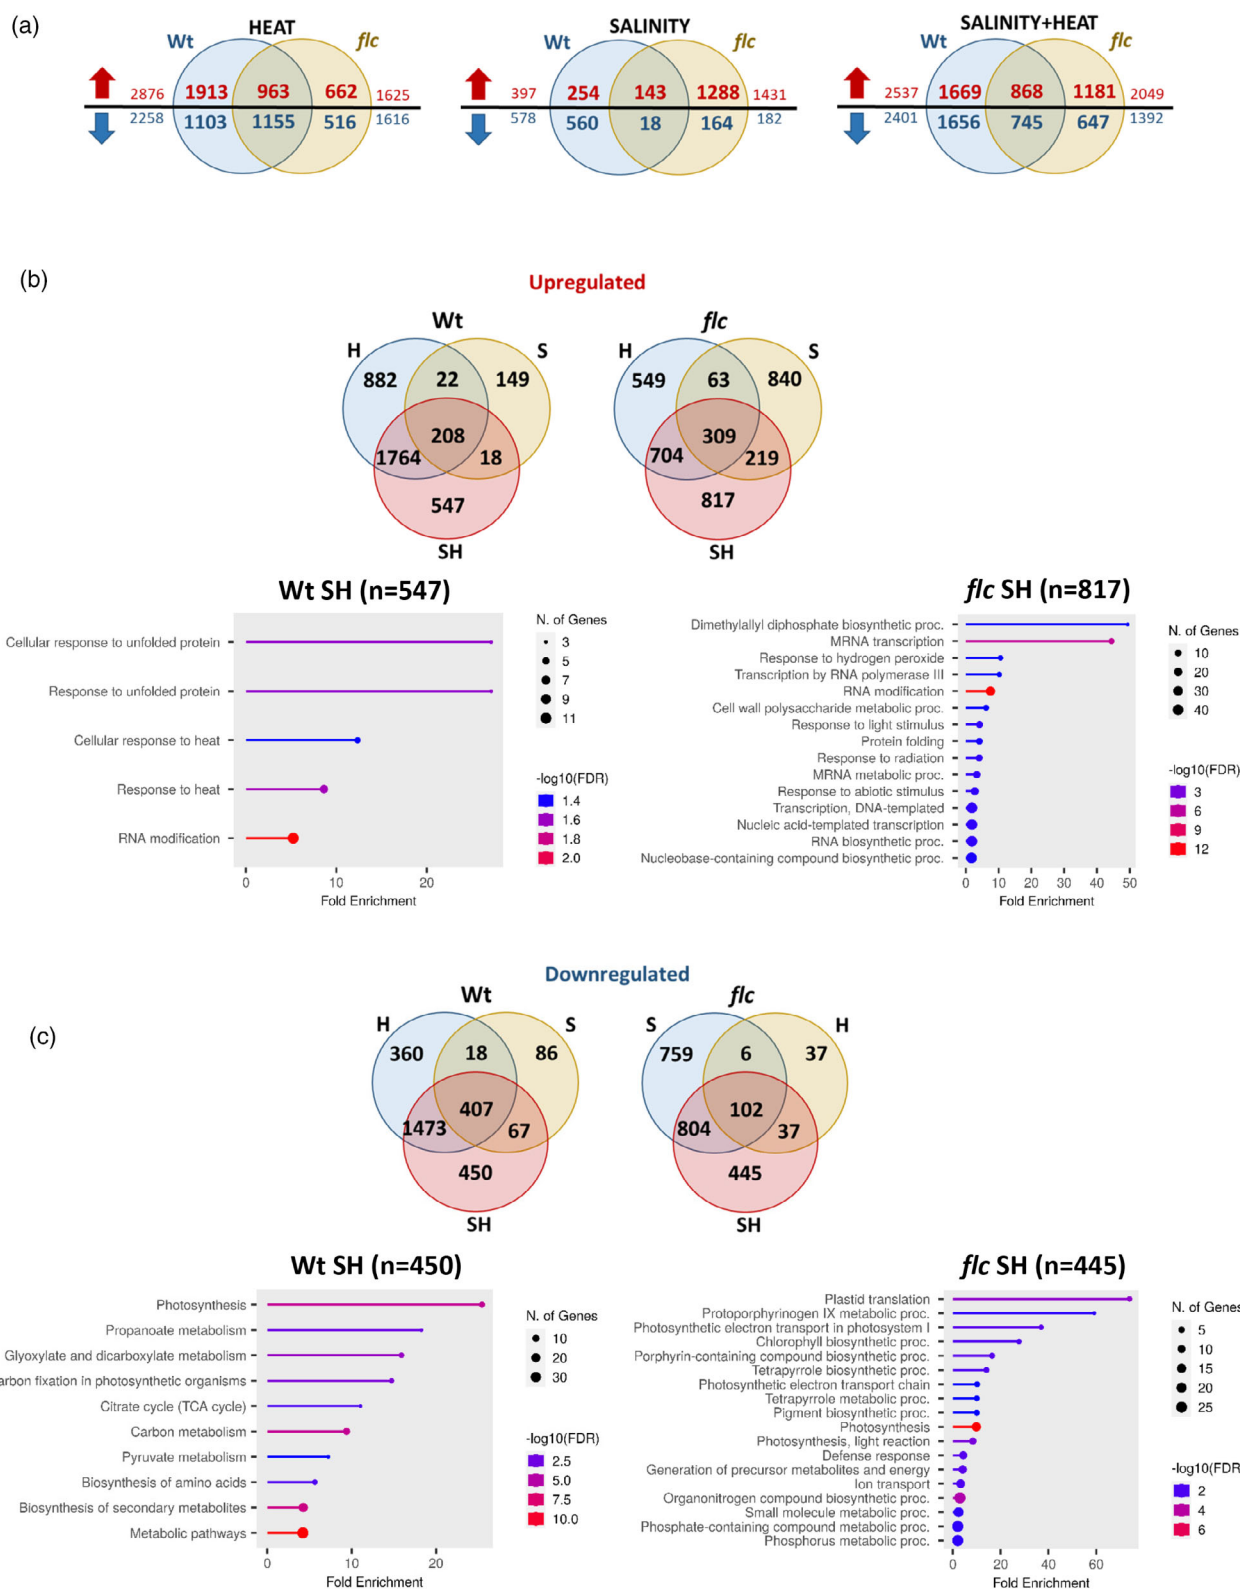 (a)
HEAT
Wt
flc
2876
1913
963
662
1625
2258
1103
1155
516
1616
SALINITY
Wt
flc
397
254
143
1288
1431
578
560
18
164
182
SALINITY+HEAT
Wt
flc
2537
1669
868
1181
2049
2401
1656
745
647
1392
(b)
Upregulated
Wt
H
S
882
22
149
208
1764
18
547
SH
flc
H
S
549
63
840
309
704
219
817
SH
Wt SH (n=547)
Cellular response to unfolded protein
Response to unfolded protein
Cellular response to heat
Response to heat
RNA modification
0 10 20
Fold Enrichment
N. of Genes
3
5
7
9
11
-log10(FDR)
1.4
1.6
1.8
2.0
flc SH (n=817)
Dimethylallyl diphosphate biosynthetic proc.
MRNA transcription
Response to hydrogen peroxide
Transcription by RNA polymerase III
RNA modification
Cell wall polysaccharide metabolic proc.
Response to light stimulus
Protein folding
Response to radiation
MRNA metabolic proc.
Response to abiotic stimulus
Transcription, DNA-templated
Nucleic acid-templated transcription
RNA biosynthetic proc.
Nucleobase-containing compound biosynthetic proc.
0 10 20 30 40 50
Fold Enrichment
N. of Genes
10
20
30
40
-log10(FDR)
3
6
9
12
(c)
Downregulated
Wt
H
S
360
18
86
407
1473
67
450
SH
flc
S
H
759
6
37
102
804
37
445
SH
Wt SH (n=450)
Photosynthesis
Propanoate metabolism
Glyoxylate and dicarboxylate metabolism
arbon fixation in photosynthetic organisms
Citrate cycle (TCA cycle)
Carbon metabolism
Pyruvate metabolism
Biosynthesis of amino acids
Biosynthesis of secondary metabolites
Metabolic pathways
0 10 20
Fold Enrichment
N. of Genes
10
20
30
-log10(FDR)
2.5
5.0
7.5
10.0
flc SH (n=445)
Plastid translation
Protoporphyrinogen IX metabolic proc.
Photosynthetic electron transport in photosystem I
Chlorophyll biosynthetic proc.
Porphyrin-containing compound biosynthetic proc.
Tetrapyrrole biosynthetic proc.
Photosynthetic electron transport chain
Tetrapyrrole metabolic proc.
Pigment biosynthetic proc.
Photosynthesis
Photosynthesis, light reaction
Defense response
Generation of precursor metabolites and energy
Ion transport
Organonitrogen compound biosynthetic proc.
Small molecule metabolic proc.
Phosphate-containing compound metabolic proc.
Phosphorus metabolic proc.
0 20 40 60
Fold Enrichment
N. of Genes
5
10
15
20
25
-log10(FDR
2
4
6